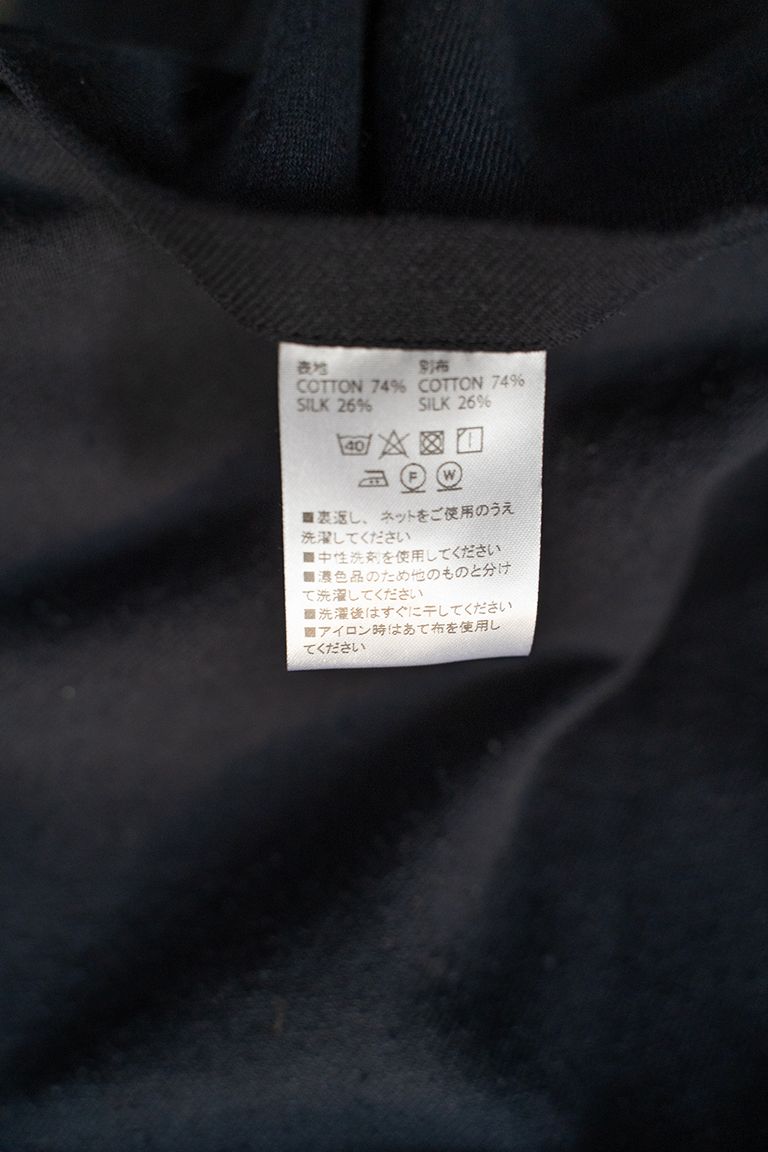 表地 別布
COTTON 74% COTTON 74%
SILK 26% SILK 26%
40
F W
■裏返し、ネットをご使用のうえ
洗濯してください
■中性洗剤を使用してください
■濃色品のため他のものと分け
て洗濯してください
■洗濯後はすぐに干してください
■アイロン時はあて布を使用し
てください